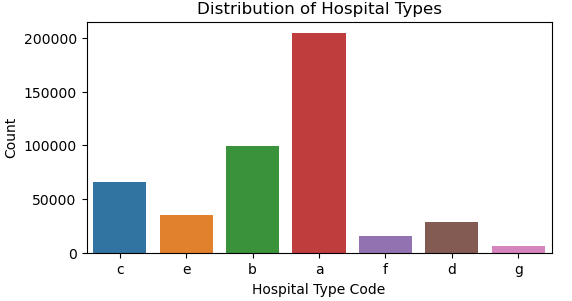 Distribution of Hospital Types
200000
150000
100000
50000
0
Count
c e b a f d g
Hospital Type Code